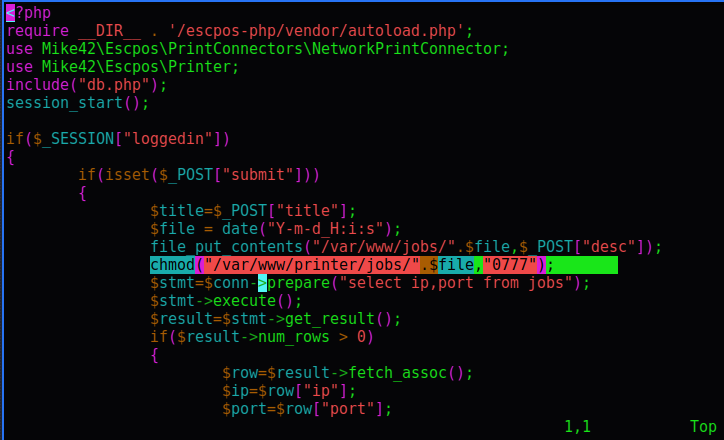 <?php
require __DIR__ . '/escpos-php/vendor/autoload.php';
use Mike42\Escpos\PrintConnectors\NetworkPrintConnector;
use Mike42\Escpos\Printer;
include("db.php");
session_start();
if($_SESSION["loggedin"])
{
if(isset($_POST["submit"]))
{
$title=$_POST["title"];
$file = date("Y-m-d_H:i:s");
file_put_contents("/var/www/jobs/".$file,$_POST["desc"]);
chmod("/var/www/printer/jobs/".$file,"0777");
$stmt=$conn->prepare("select ip,port from jobs");
$stmt->execute();
$result=$stmt->get_result();
if($result->num_rows > 0)
{
$row=$result->fetch_assoc();
$ip=$row["ip"];
$port=$row["port"];
1,1 Top